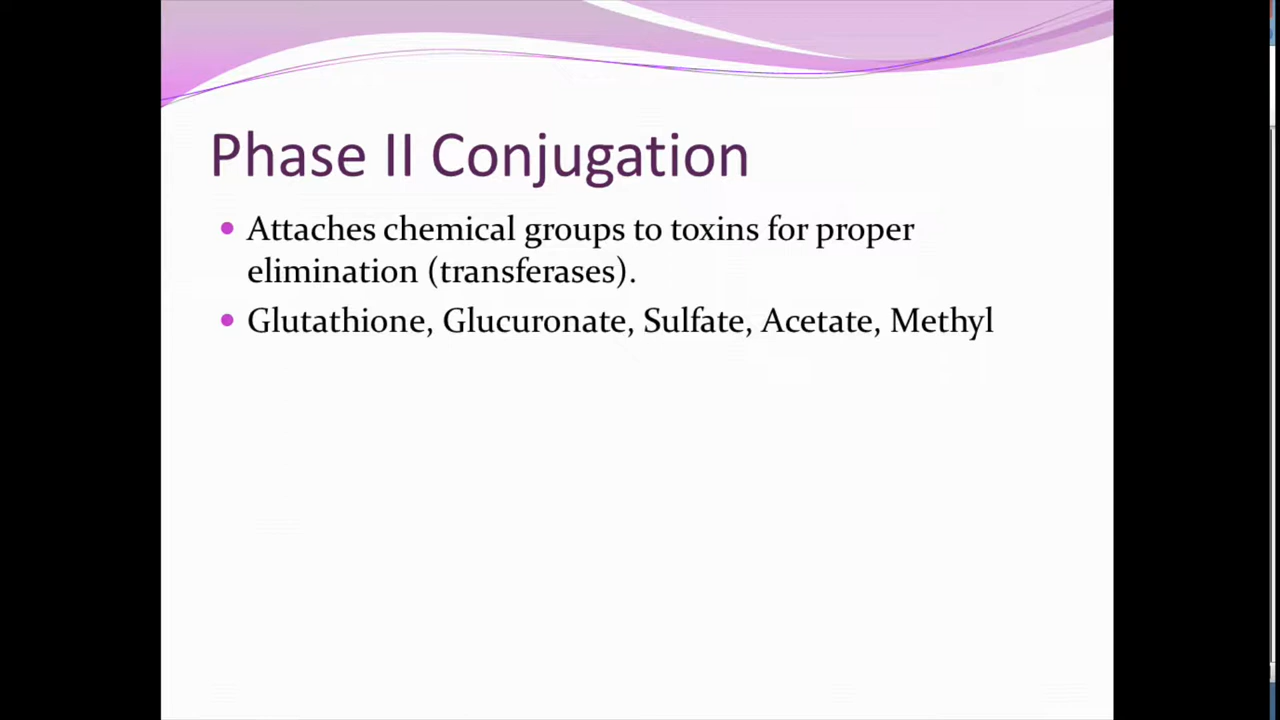 Phase II Conjugation
• Attaches chemical groups to toxins for proper
elimination (transferases).
• Glutathione, Glucuronate, Sulfate, Acetate, Methyl